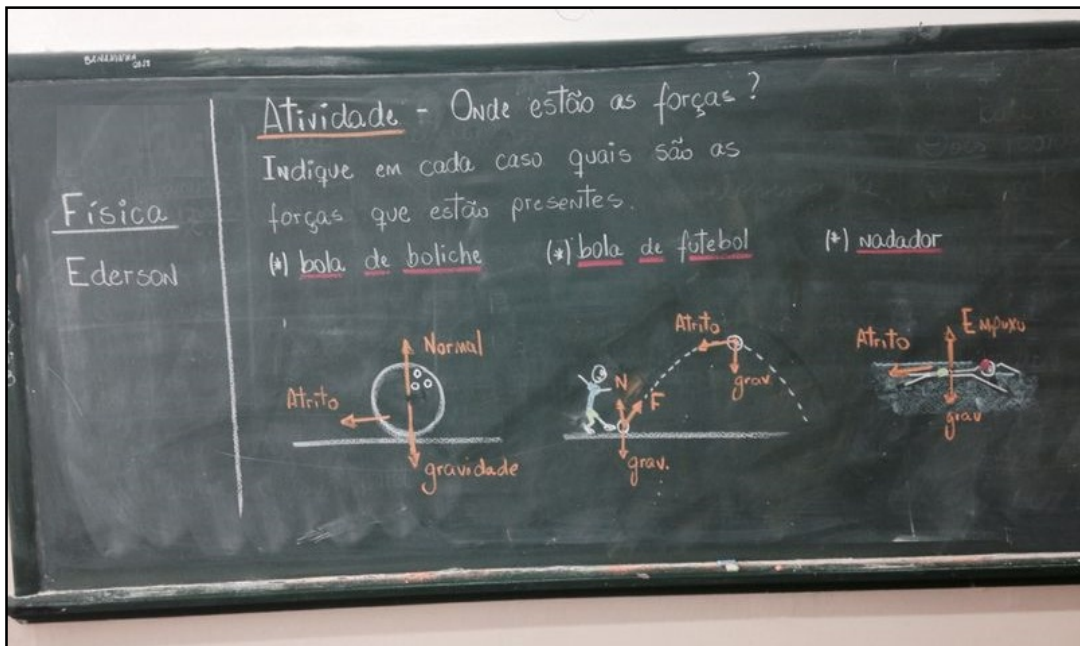 Física
Ederson
Atividade - Onde estão as forças?
Indique em cada caso quais são as
forças que estão presentes.
(*) bola de boliche
(*) bola de futebol
(*) nadador
Normal
Atrito
gravidade
Atrito
grav.
N
F
grav.
Empuxo
Atrito
grav